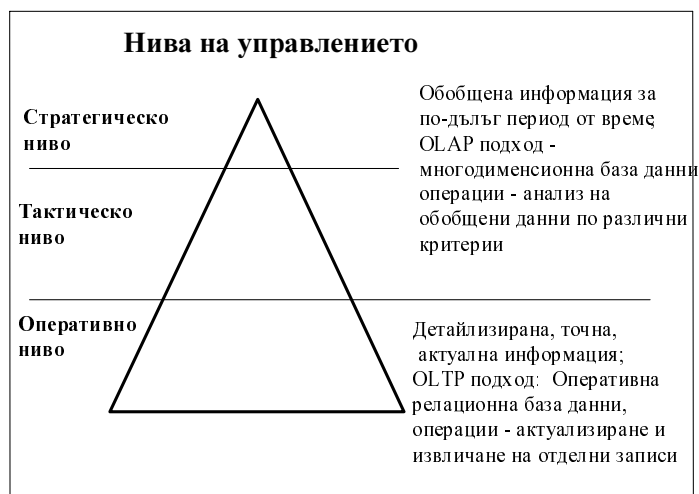 Нива на управлението
Стратегическо
ниво
Обобщена информация за
по-дълъг период от време,
OLAP подход -
многодименсионна база данни
операции - анализ на
обобщени данни по различни
критерии
Тактическо
ниво
Оперативно
ниво
Детайлизирана, точна,
актуална информация;
OLTP подход: Оперативна
релационна база данни,
операции - актуализиране и
извличане на отделни записи